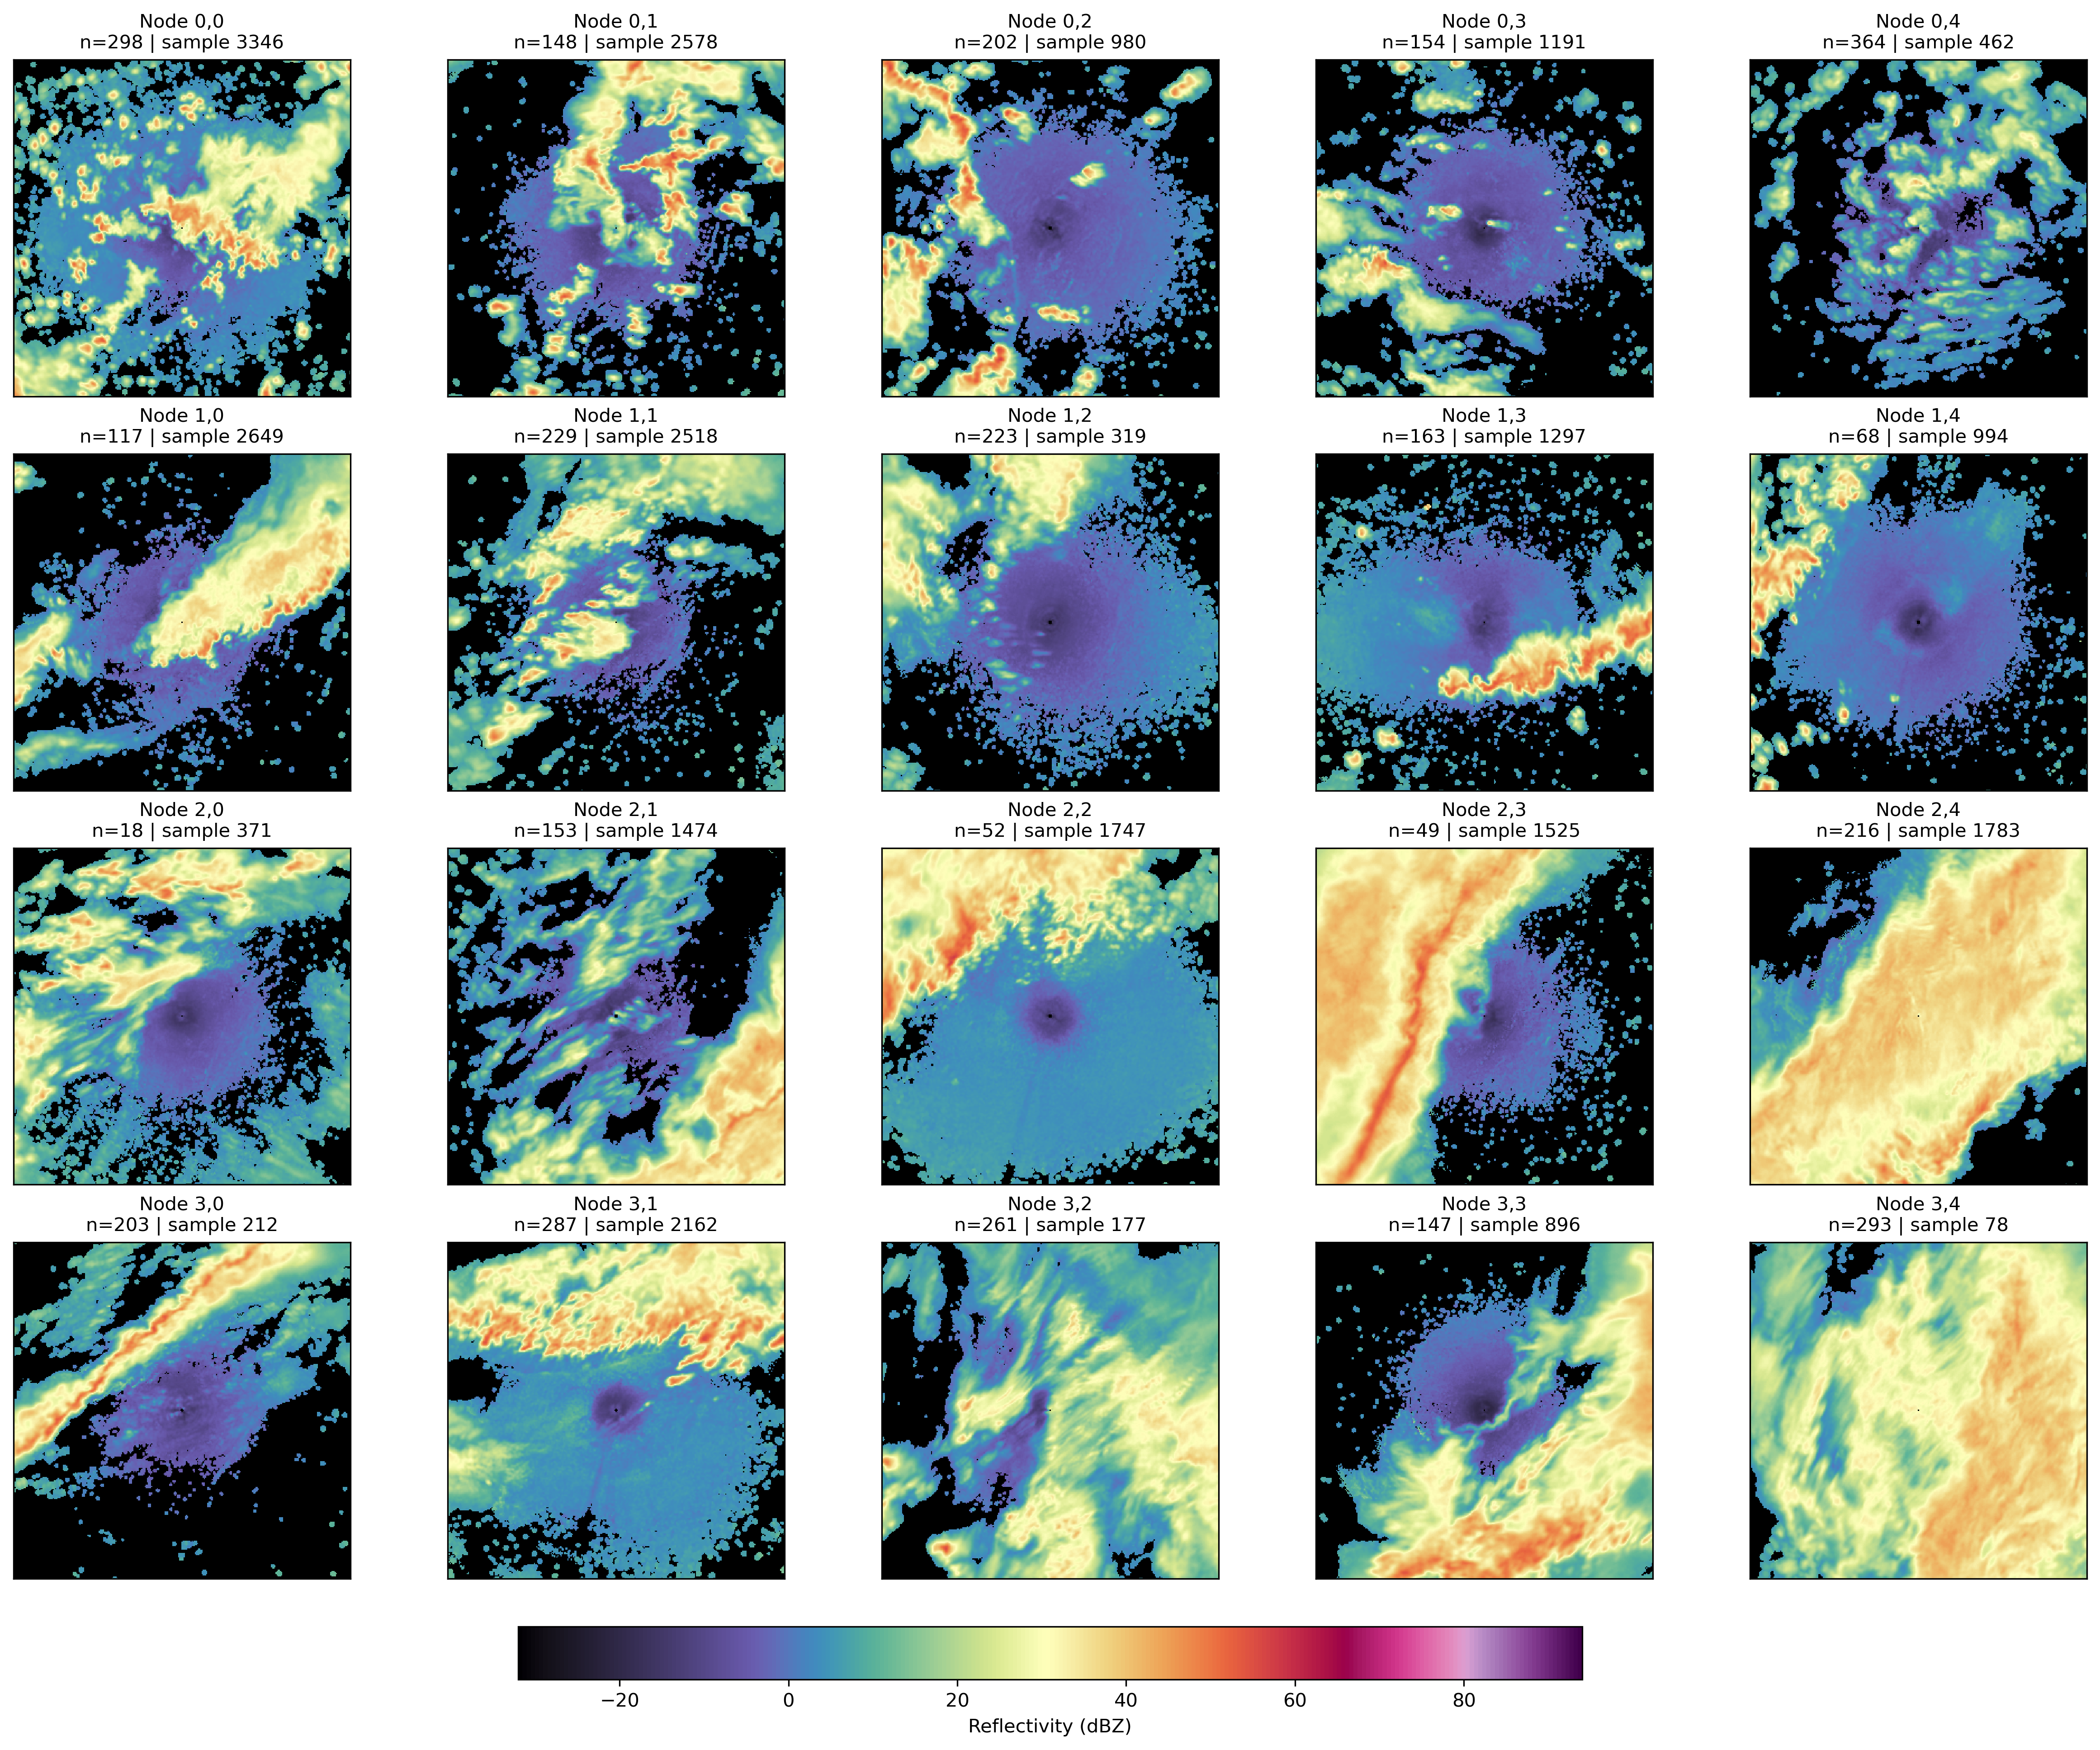 Node 0,0
n=298 | sample 3346
Node 0,1
n=148 | sample 2578
Node 0,2
n=202 | sample 980
Node 0,3
n=154 | sample 1191
Node 0,4
n=364 | sample 462
Node 1,0
n=117 | sample 2649
Node 1,1
n=229 | sample 2518
Node 1,2
n=223 | sample 319
Node 1,3
n=163 | sample 1297
Node 1,4
n=68 | sample 994
Node 2,0
n=18 | sample 371
Node 2,1
n=153 | sample 1474
Node 2,2
n=52 | sample 1747
Node 2,3
n=49 | sample 1525
Node 2,4
n=216 | sample 1783
Node 3,0
n=203 | sample 212
Node 3,1
n=287 | sample 2162
Node 3,2
n=261 | sample 177
Node 3,3
n=147 | sample 896
Node 3,4
n=293 | sample 78
−20 0 20 40 60 80
Reflectivity (dBZ)